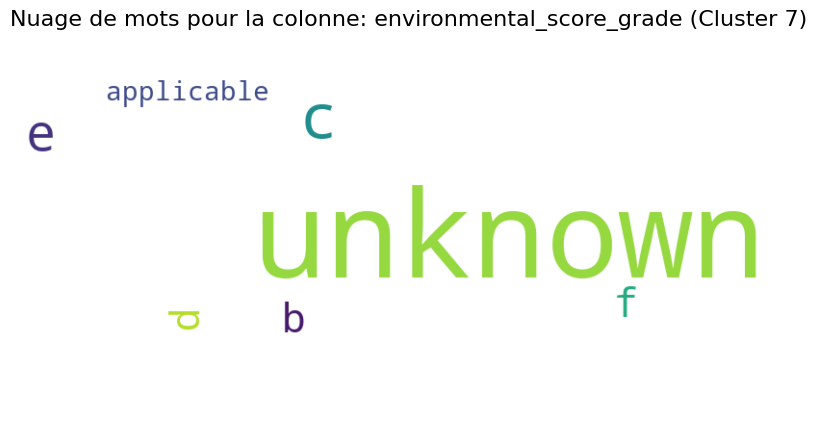 Nuage de mots pour la colonne: environmental_score_grade (Cluster 7)
applicable
c
e
unknown
d
b
f